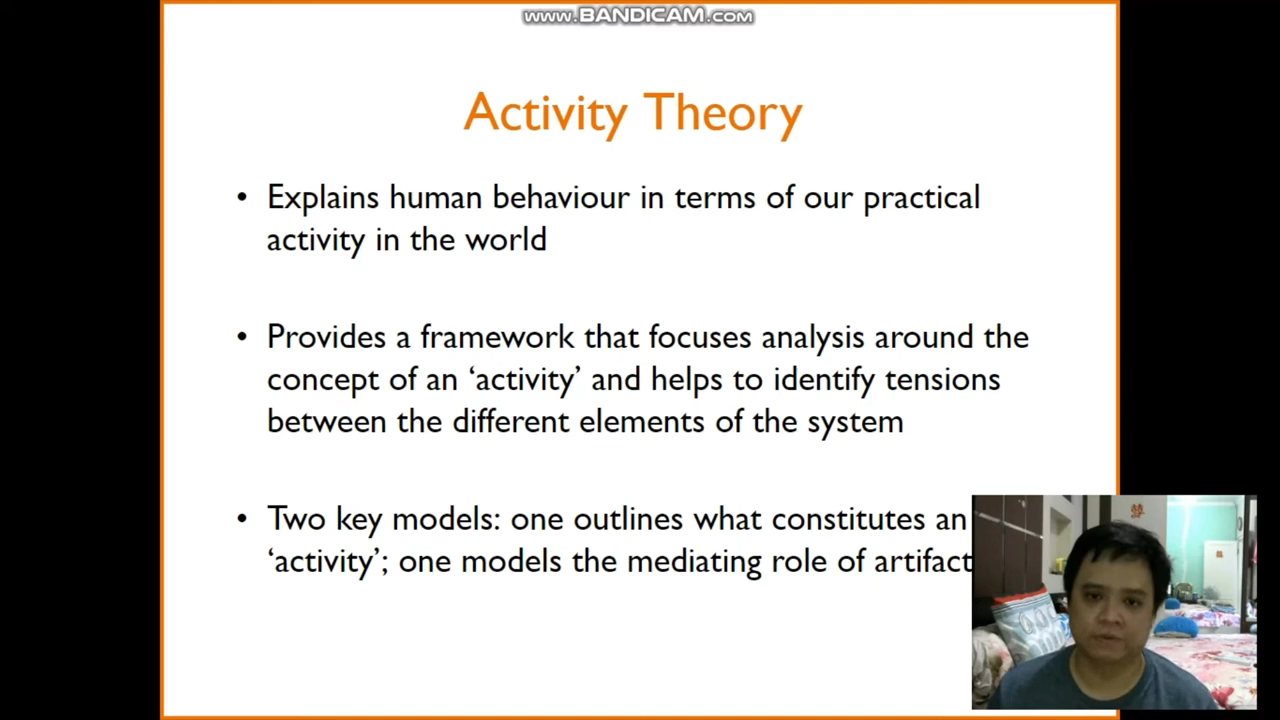 www.BANDICAM.com
Activity Theory
• Explains human behaviour in terms of our practical
activity in the world
• Provides a framework that focuses analysis around the
concept of an ‘activity’ and helps to identify tensions
between the different elements of the system
• Two key models: one outlines what constitutes an
‘activity’; one models the mediating role of artifact